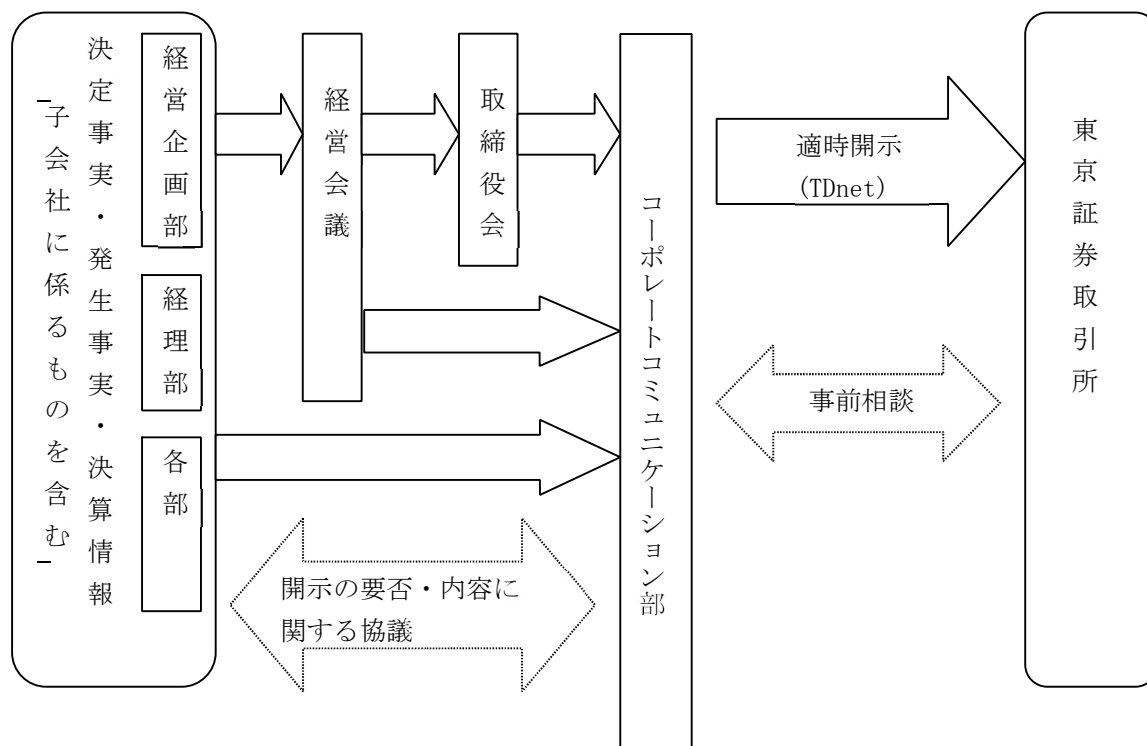 決定事実・発生事実・決算情報
「子会社に係るものを含む」
経営企画部
経理部
各部
経営会議
取締役会
コーポレートコミュニケーション部
適時開示
(TDnet)
事前相談
開示の要否・内容に
関する協議
東京証券取引所